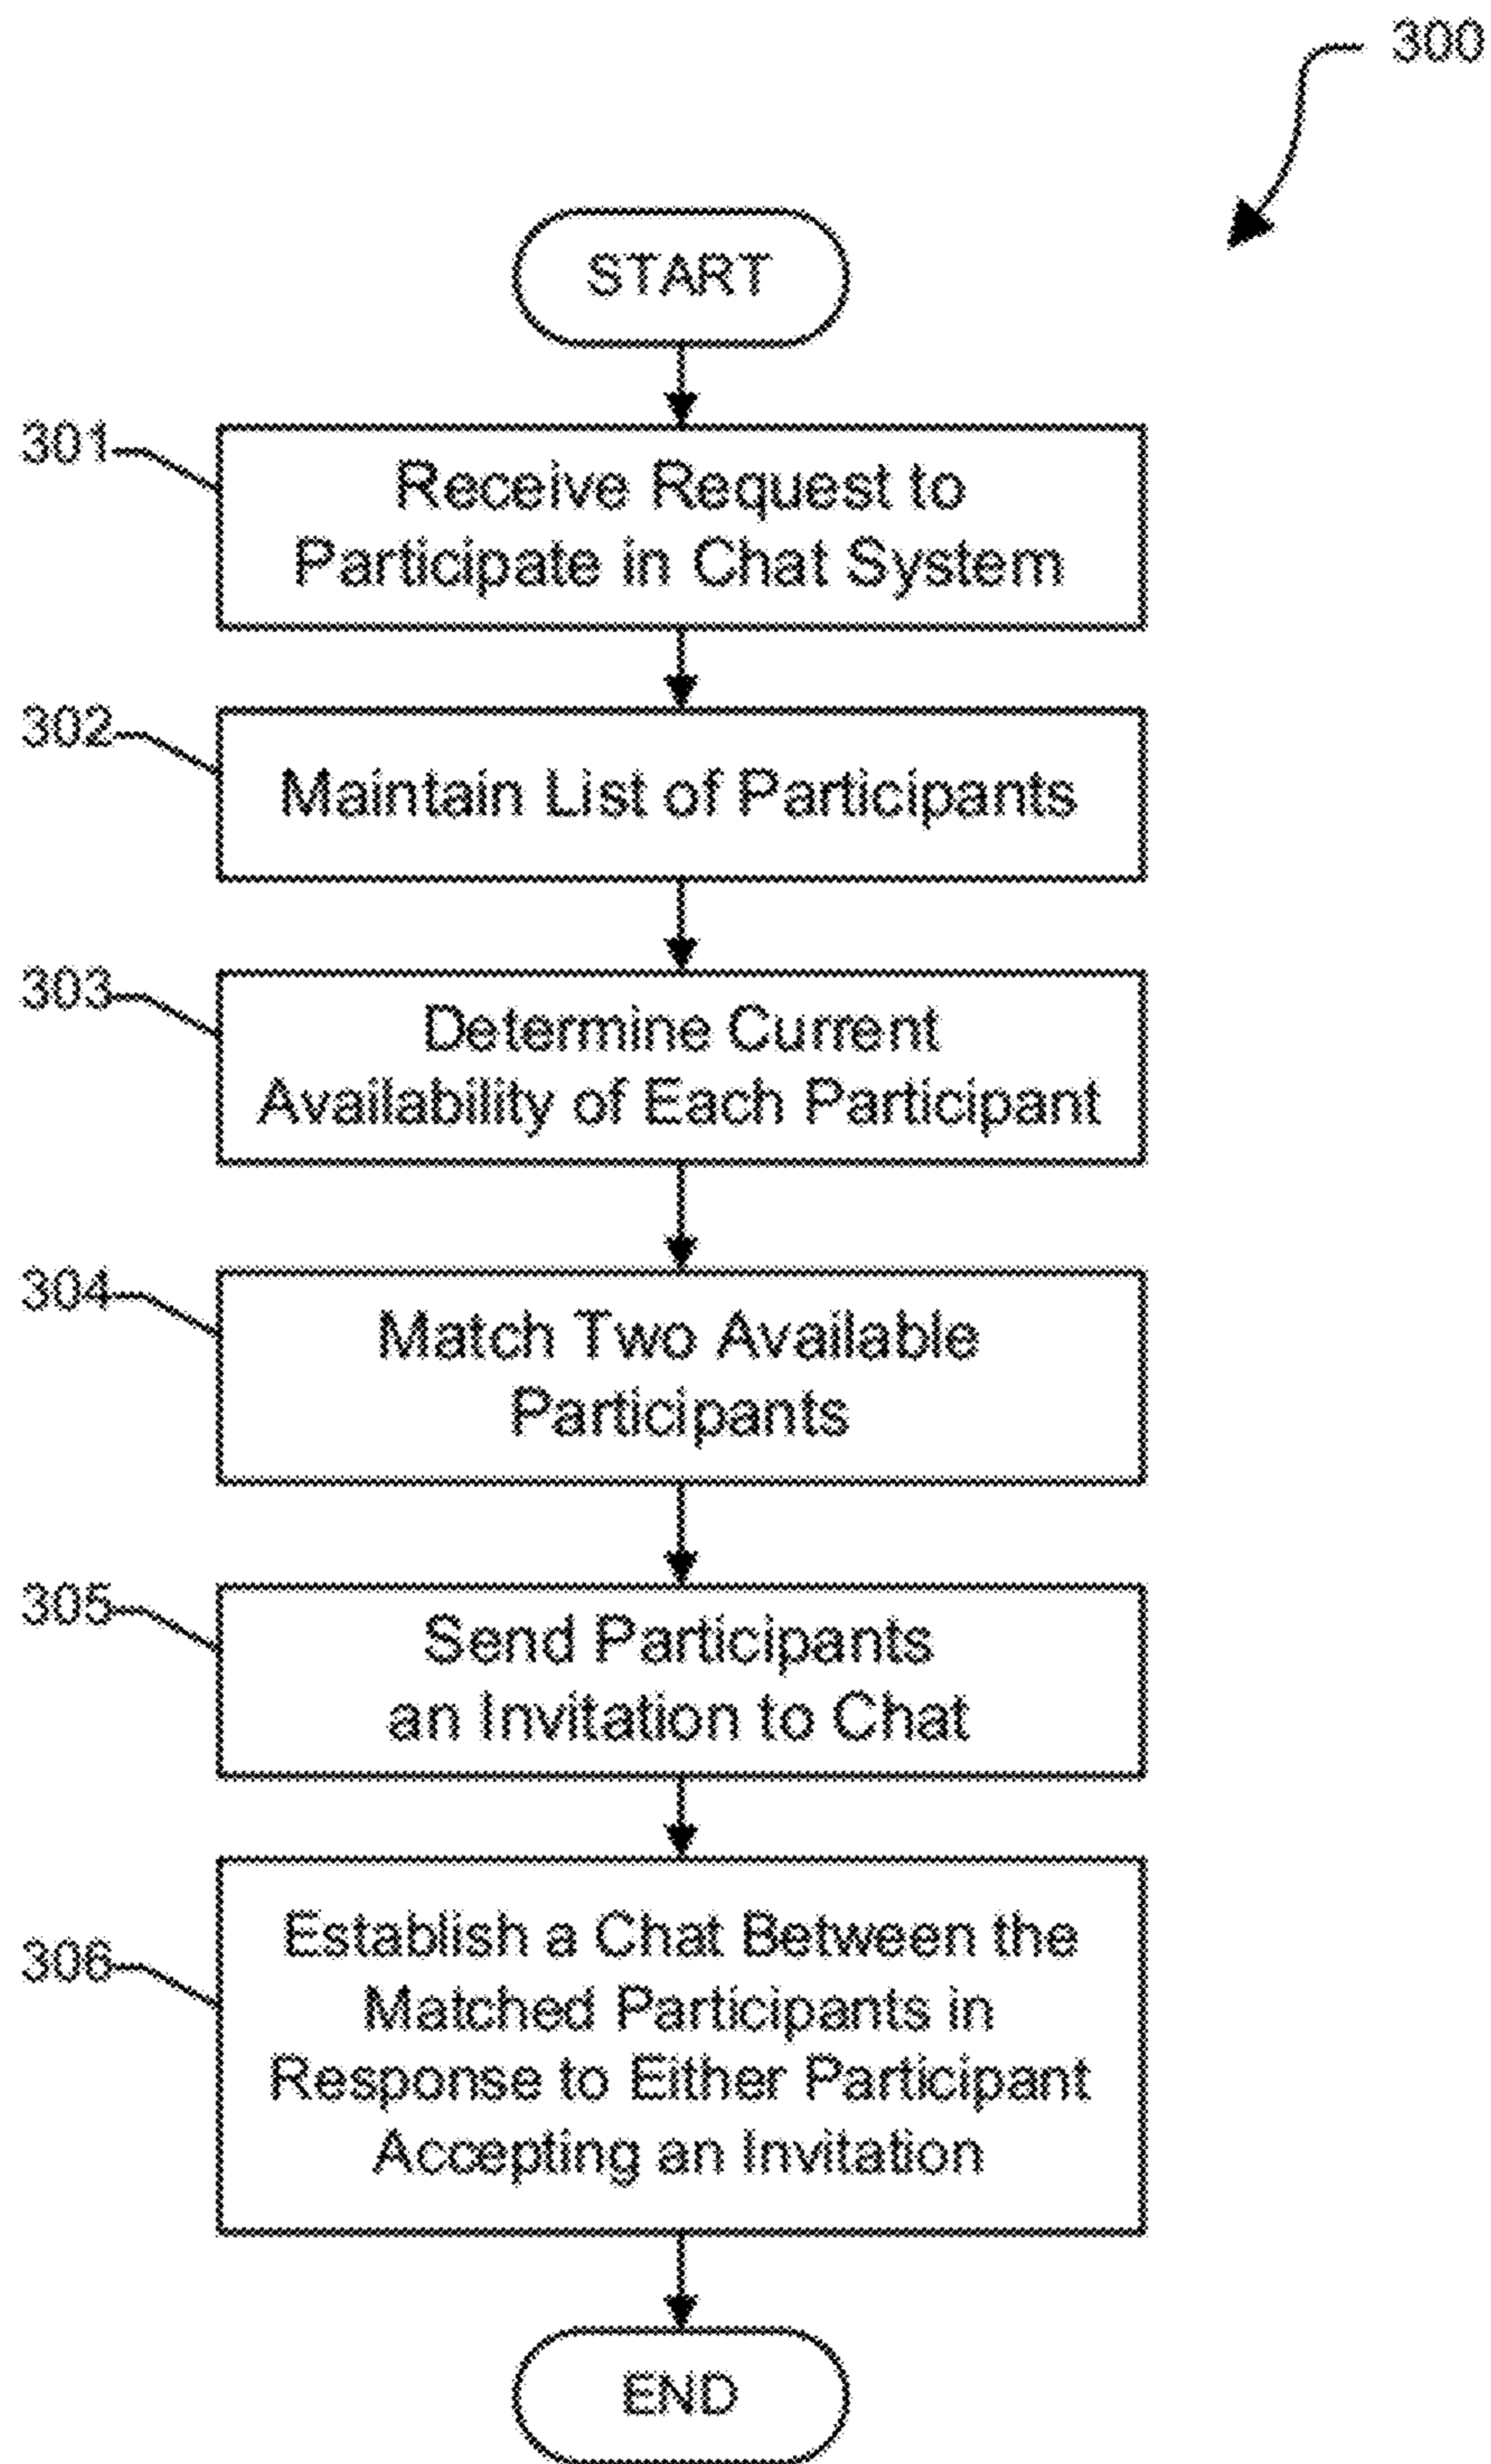 300
START
301
Receive Request to
Participate in Chat System
302
Maintain List of Participants
303
Determine Current
Availability of Each Participant
304
Match Two Available
Participants
305
Send Participants
an Invitation to Chat
306
Establish a Chat Between the
Matched Participants in
Response to Either Participant
Accepting an Invitation
END